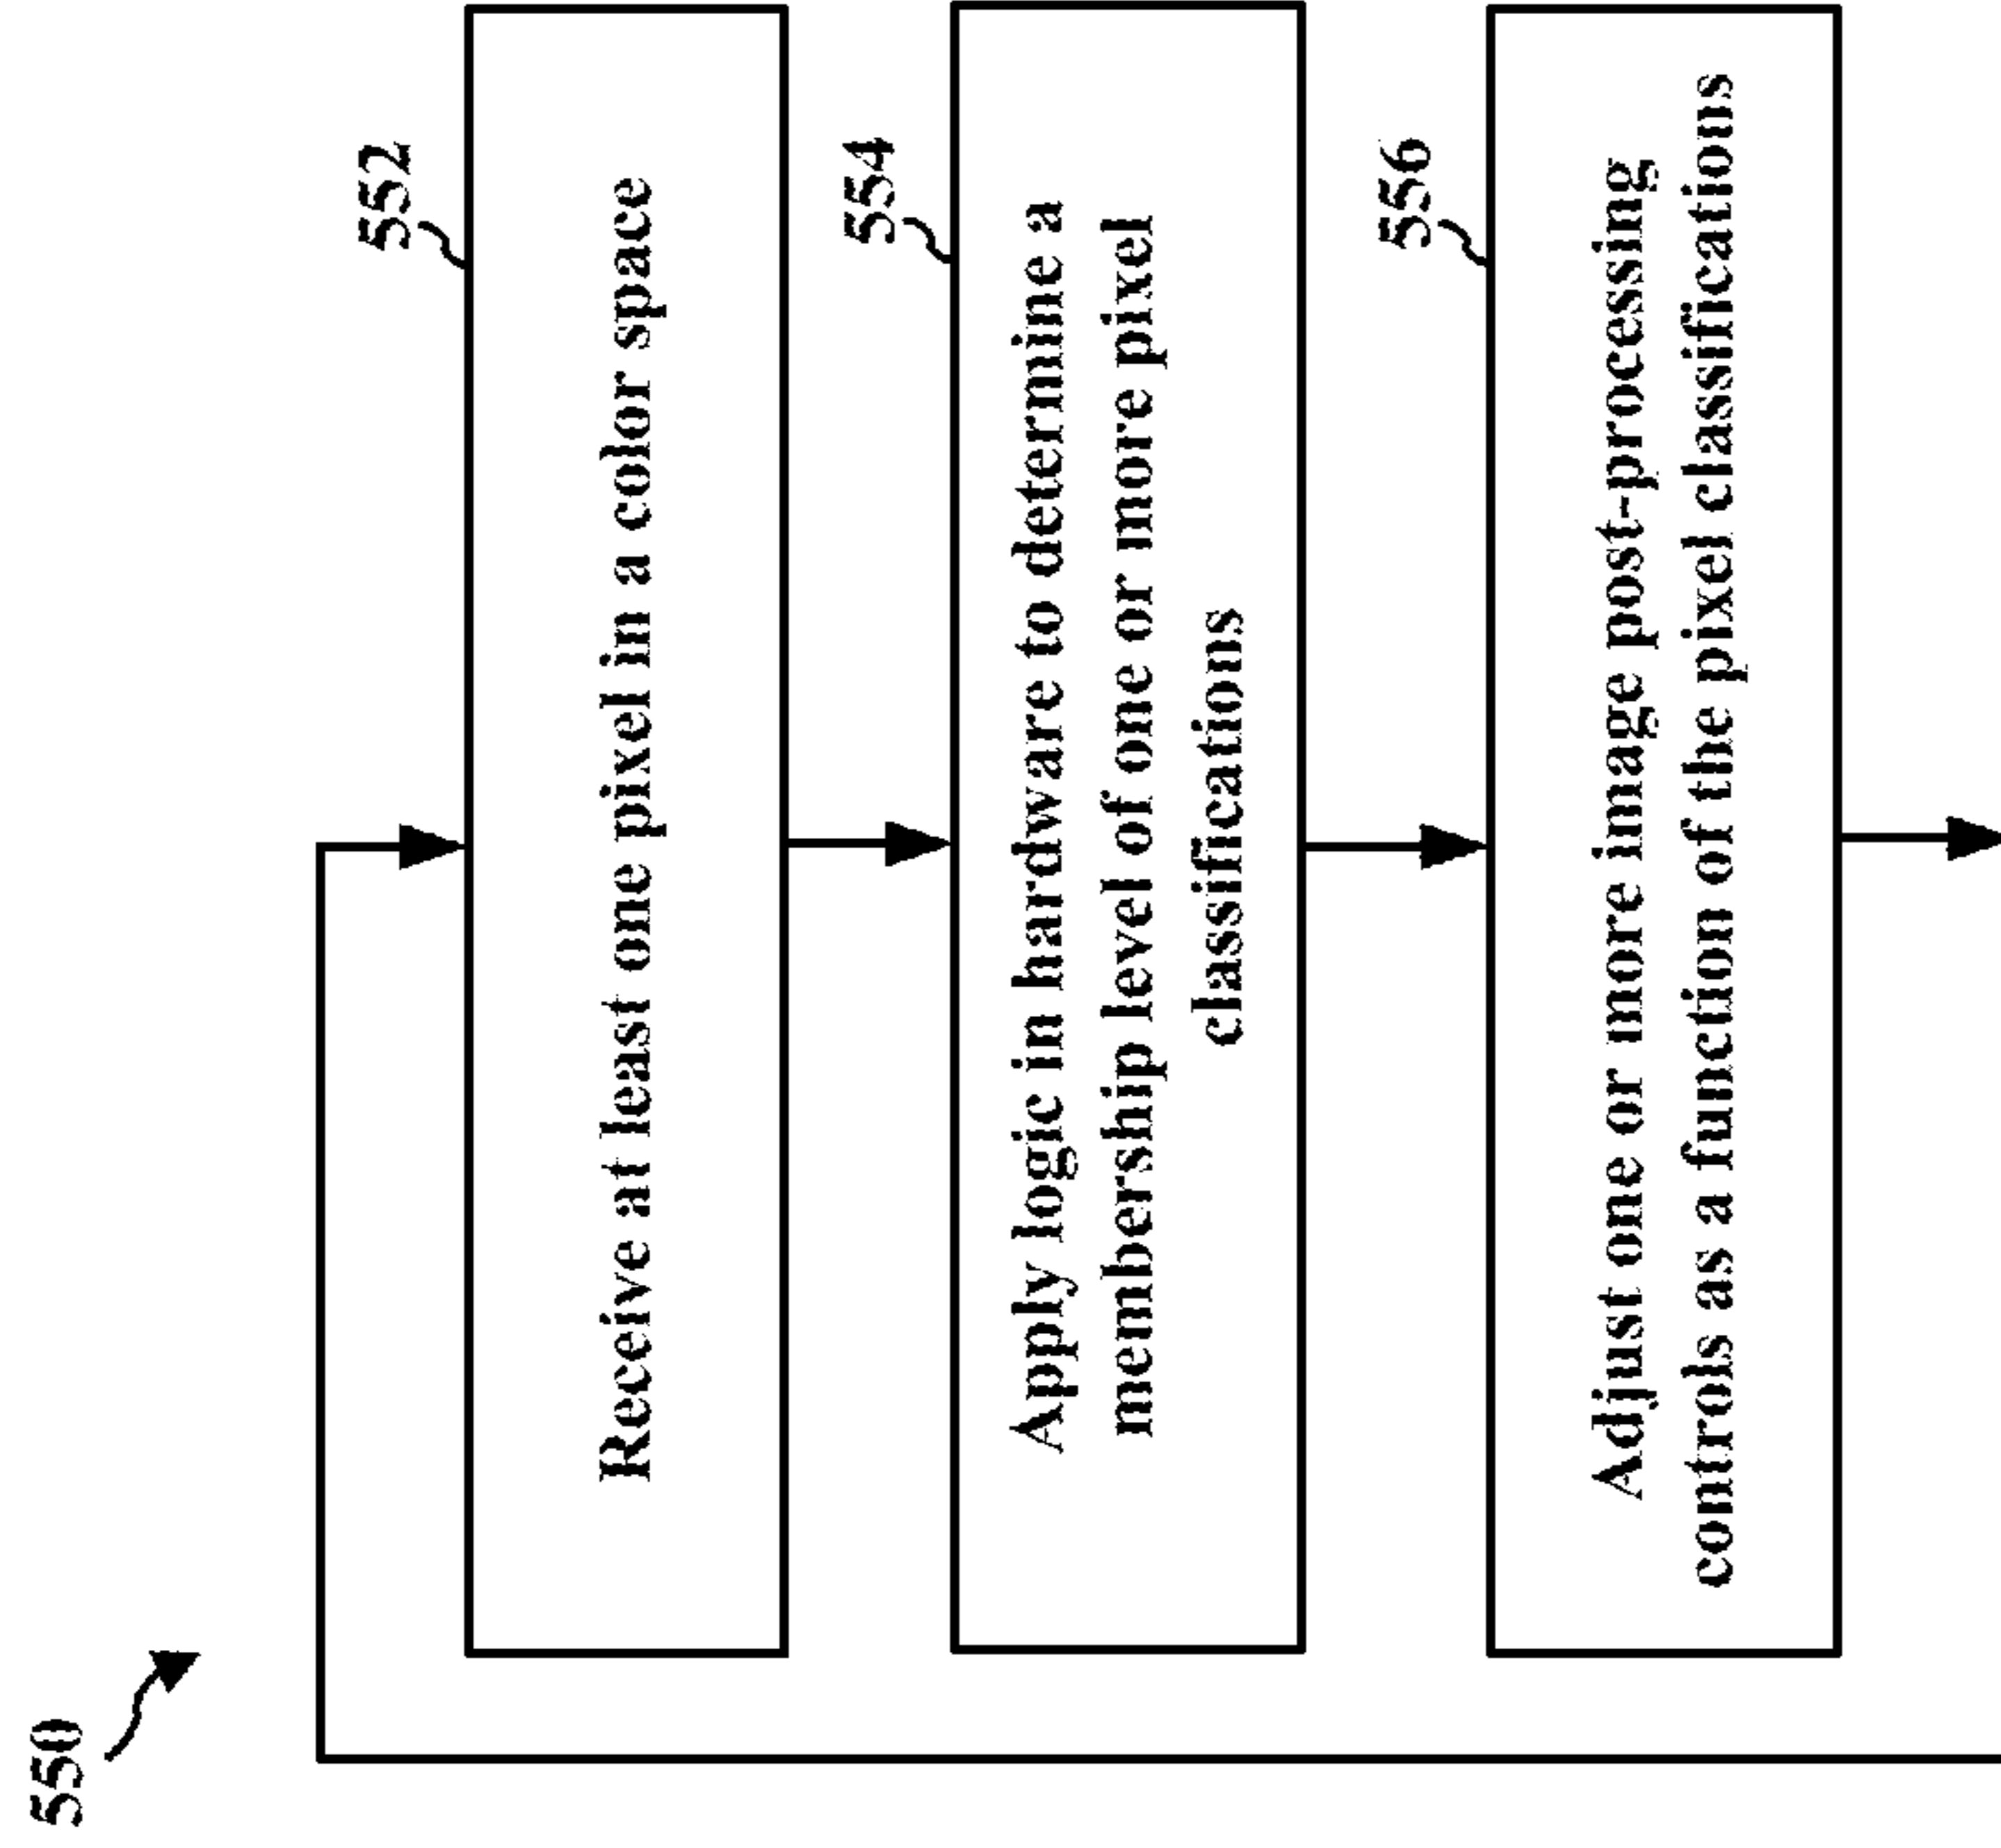 550
552
Receive at least one pixel in a color space
554
Apply logic in hardware to determine a
membership level of one or more pixel
classifications
556
Adjust one or more image post-processing
controls as a function of the pixel classifications